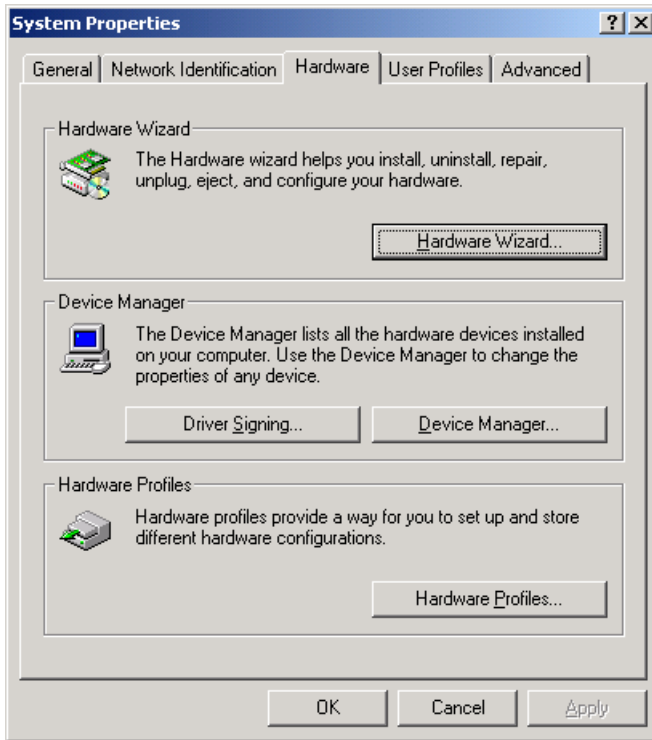 System Properties
General
Network Identification
Hardware
User Profiles
Advanced
Hardware Wizard
The Hardware wizard helps you install, uninstall, repair,
unplug, eject, and configure your hardware.
Hardware Wizard...
Device Manager
The Device Manager lists all the hardware devices installed
on your computer. Use the Device Manager to change the
properties of any device.
Driver Signing...
Device Manager...
Hardware Profiles
Hardware profiles provide a way for you to set up and store
different hardware configurations.
Hardware Profiles...
OK
Cancel
Apply